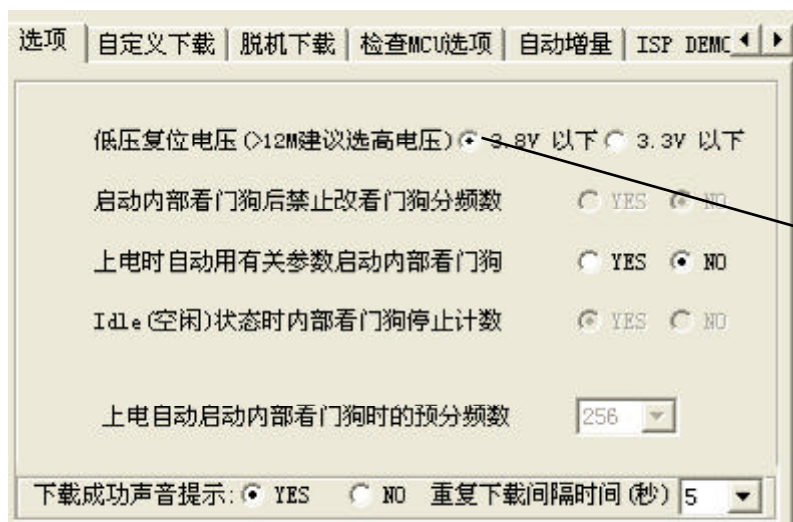 选项 自定义下载 脱机下载 检查MCU选项 自动增量 ISP DEMO
低压复位电压(>12M建议选高电压) 3.8V 以下 3.3V 以下
启动内部看门狗后禁止改看门狗分频数 YES NO
上电时自动用有关参数启动内部看门狗 YES NO
Idle(空闲)状态时内部看门狗停止计数 YES NO
上电自动启动内部看门狗时的预分频数 256
下载成功声音提示: YES NO 重复下载间隔时间(秒) 5